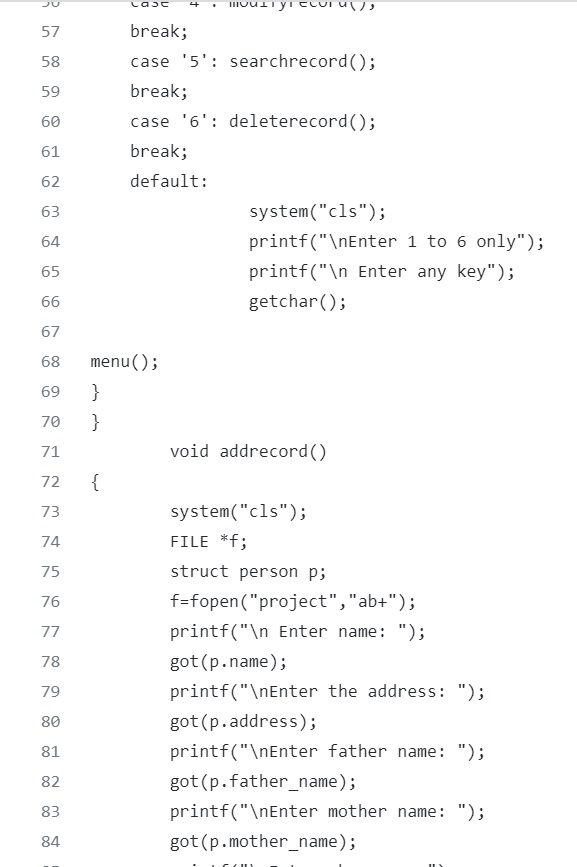 56 case '4': modifyrecord();
57 break;
58 case '5': searchrecord();
59 break;
60 case '6': deleterecord();
61 break;
62 default:
63 system("cls");
64 printf("\nEnter 1 to 6 only");
65 printf("\n Enter any key");
66 getchar();
67
68 menu();
69 }
70 }
71 void addrecord()
72 {
73 system("cls");
74 FILE *f;
75 struct person p;
76 f=fopen("project","ab+");
77 printf("\n Enter name: ");
78 got(p.name);
79 printf("\nEnter the address: ");
80 got(p.address);
81 printf("\nEnter father name: ");
82 got(p.father_name);
83 printf("\nEnter mother name: ");
84 got(p.mother_name);